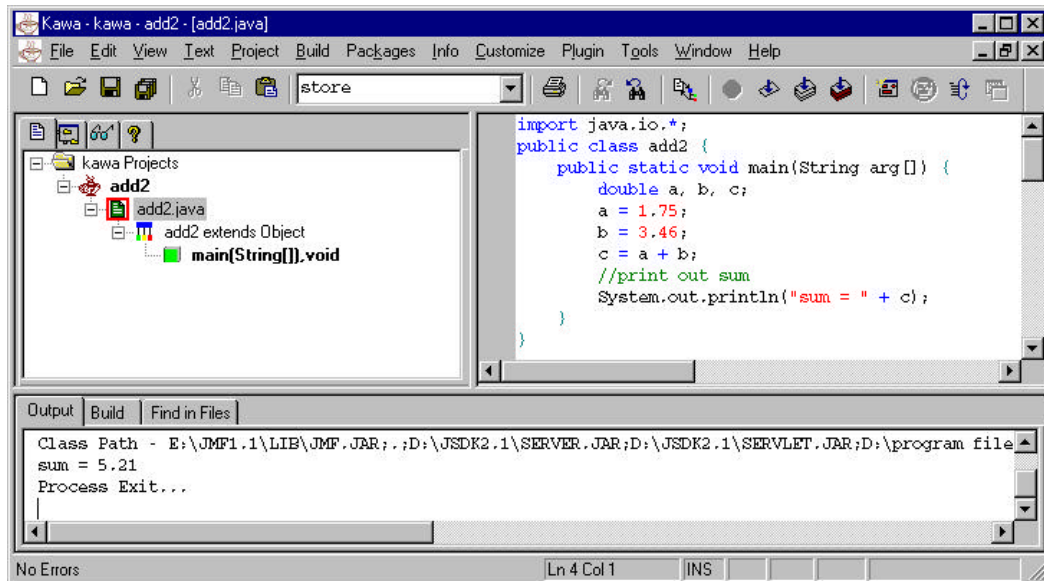 Kawa - kawa - add2 - [add2.java]
File Edit View Text Project Build Packages Info Customize Plugin Tools Window Help
store
kawa Projects
add2
add2.java
add2 extends Object
main(String[]),void
import java.io.*;
public class add2 {
public static void main(String arg[]) {
double a, b, c;
a = 1.75;
b = 3.46;
c = a + b;
//print out sum
System.out.println("sum = " + c);
}
}
Output Build Find in Files
Class Path - E:\JMF1.1\LIB\JMF.JAR;.;D:\JSDK2.1\SERVER.JAR;D:\JSDK2.1\SERVLET.JAR;D:\program file
sum = 5.21
Process Exit...
No Errors Ln 4 Col 1 INS